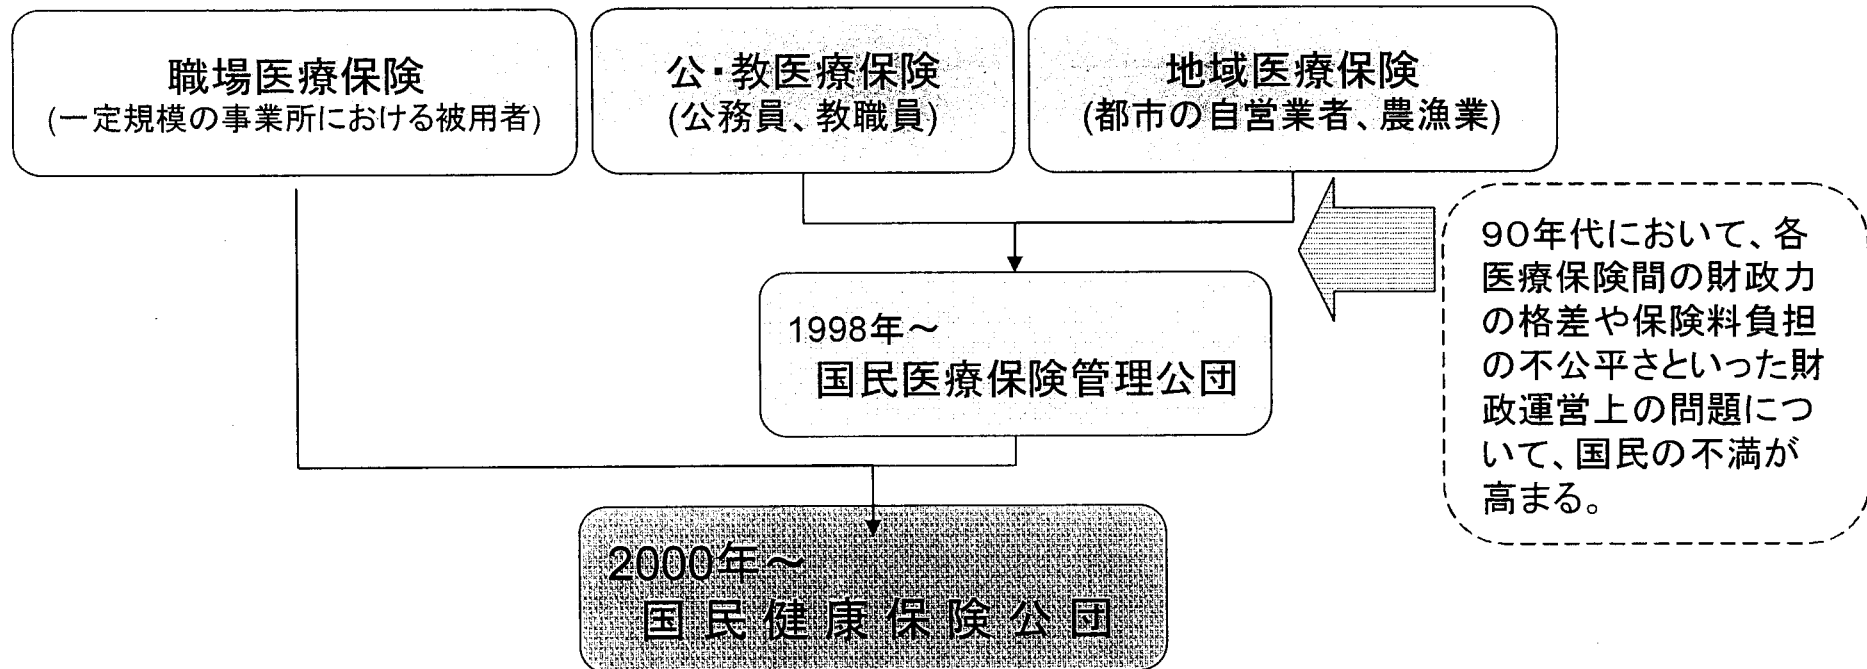 職場医療保険
(一定規模の事業所における被用者)
公・教医療保険
(公務員、教職員)
地域医療保険
(都市の自営業者、農漁業)
90年代において、各
医療保険間の財政力
の格差や保険料負担
の不公平さといった財
政運営上の問題につ
いて、国民の不満が
高まる。
1998年～
国民医療保険管理公団
2000年～
国民健康保険公団